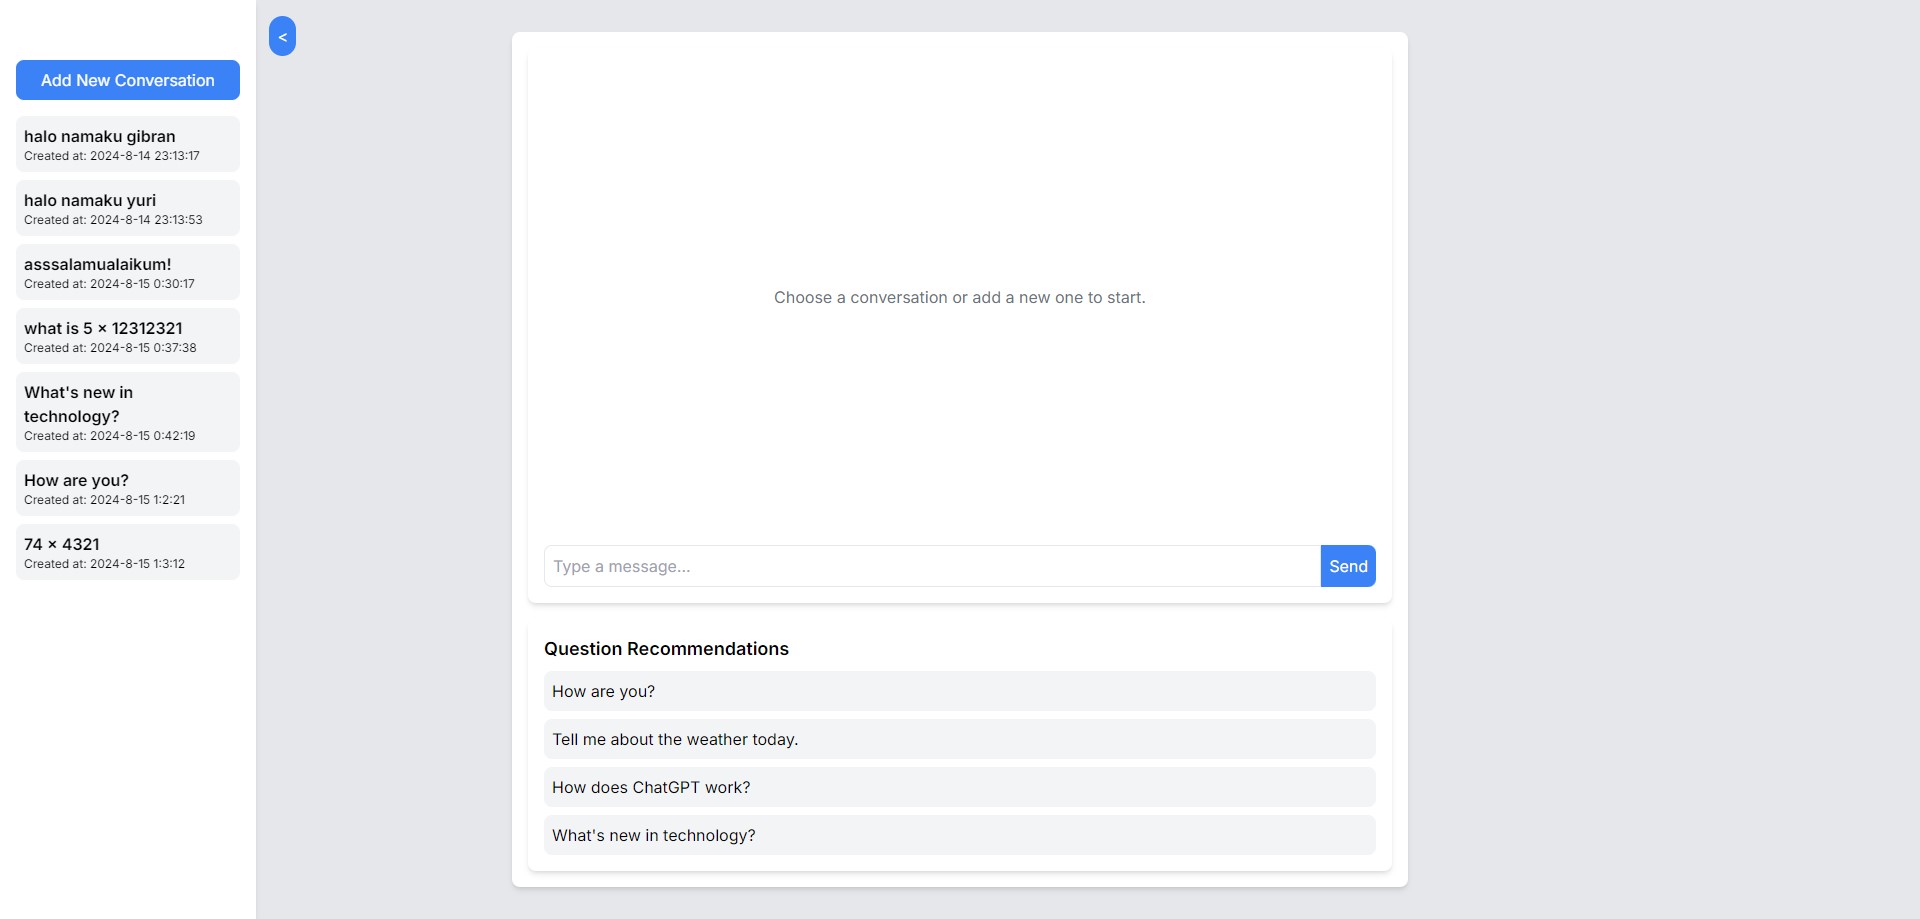 <
Add New Conversation
halo namaku gibran
Created at: 2024-8-14 23:13:17
halo namaku yuri
Created at: 2024-8-14 23:13:53
asssalamualaikum!
Created at: 2024-8-15 0:30:17
what is 5 × 12312321
Created at: 2024-8-15 0:37:38
What's new in
technology?
Created at: 2024-8-15 0:42:19
How are you?
Created at: 2024-8-15 1:2:21
74 × 4321
Created at: 2024-8-15 1:3:12
Choose a conversation or add a new one to start.
Type a message...
Send
Question Recommendations
How are you?
Tell me about the weather today.
How does ChatGPT work?
What's new in technology?